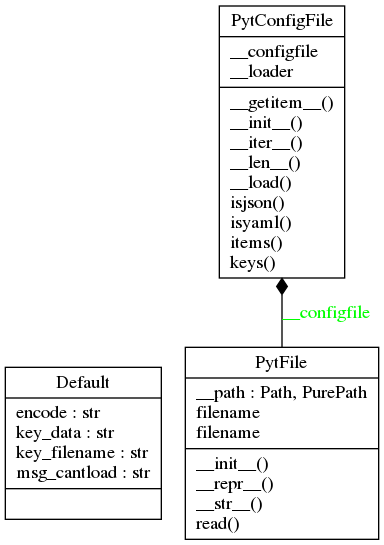 PytConfigFile
__configfile
__loader
__getitem__()
__init__()
__iter__()
__len__()
__load()
isjson()
isyaml()
items()
keys()
__configfile
PytFile
__path : Path, PurePath
filename
filename
__init__()
__repr__()
__str__()
read()
Default
encode : str
key_data : str
key_filename : str
msg_cantload : str